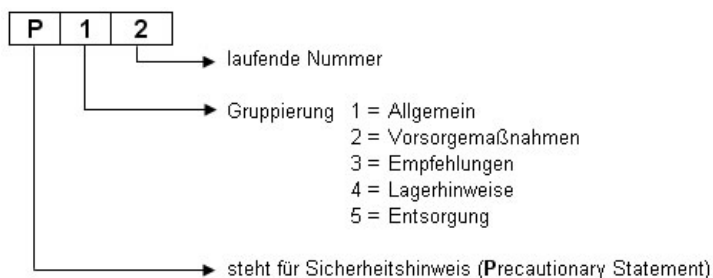 P 1 2
laufende Nummer
Gruppierung 1 = Allgemein
2 = Vorsorgemaßnahmen
3 = Empfehlungen
4 = Lagerhinweise
5 = Entsorgung
steht für Sicherheitshinweis (Precautionary Statement)